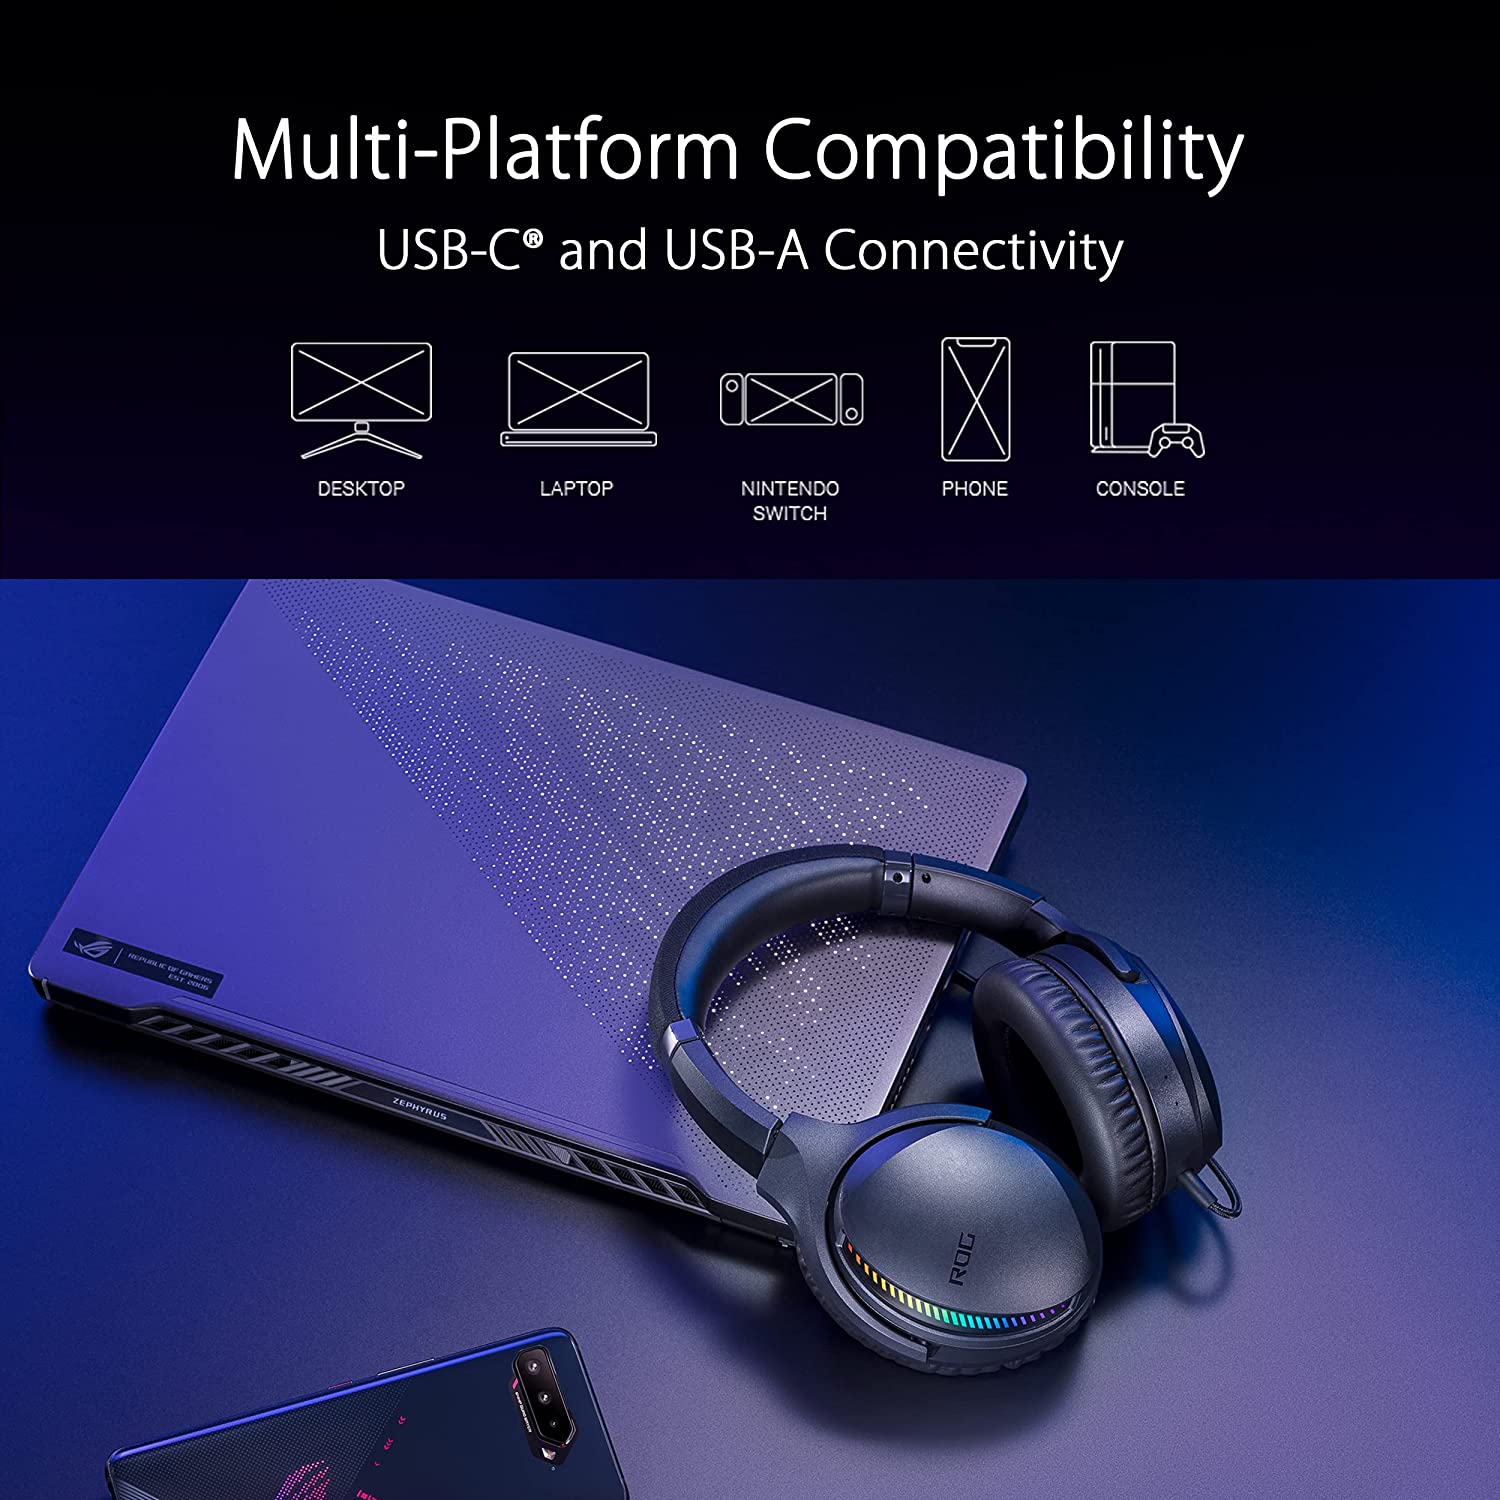 Multi-Platform Compatibility
USB-C® and USB-A Connectivity
DESKTOP
LAPTOP
NINTENDO
SWITCH
PHONE
CONSOLE
REPUBLIC OF GAMERS
EST. 2006
ZEPHYRUS
ROG